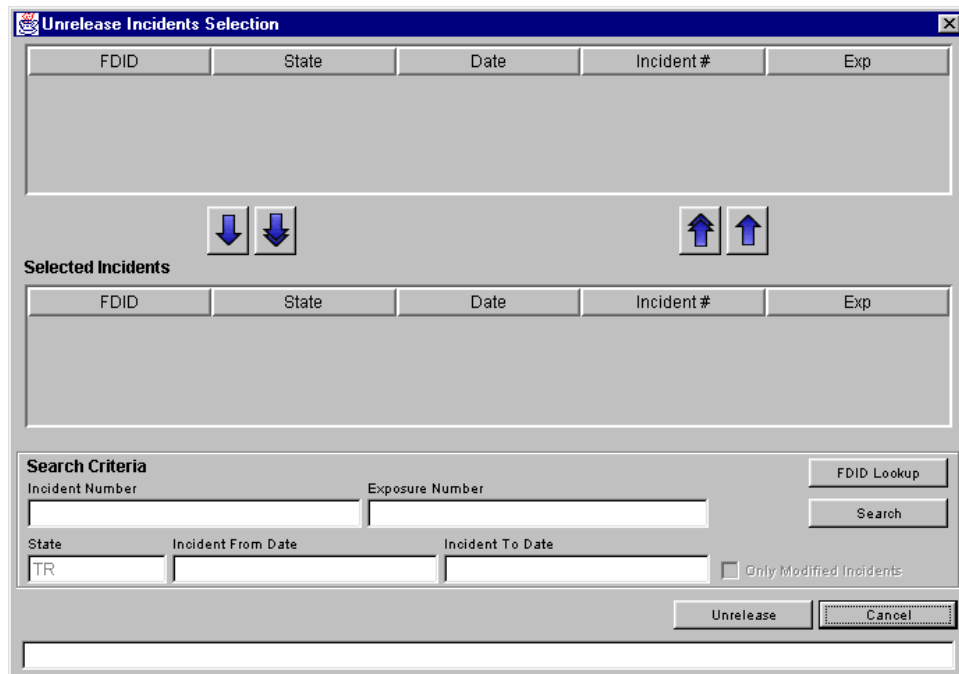 Unrelease Incidents Selection
FDID State Date Incident # Exp
Selected Incidents
FDID State Date Incident # Exp
Search Criteria
FDID Lookup
Incident Number Exposure Number
Search
State Incident From Date Incident To Date
TR Only Modified Incidents
Unrelease Cancel